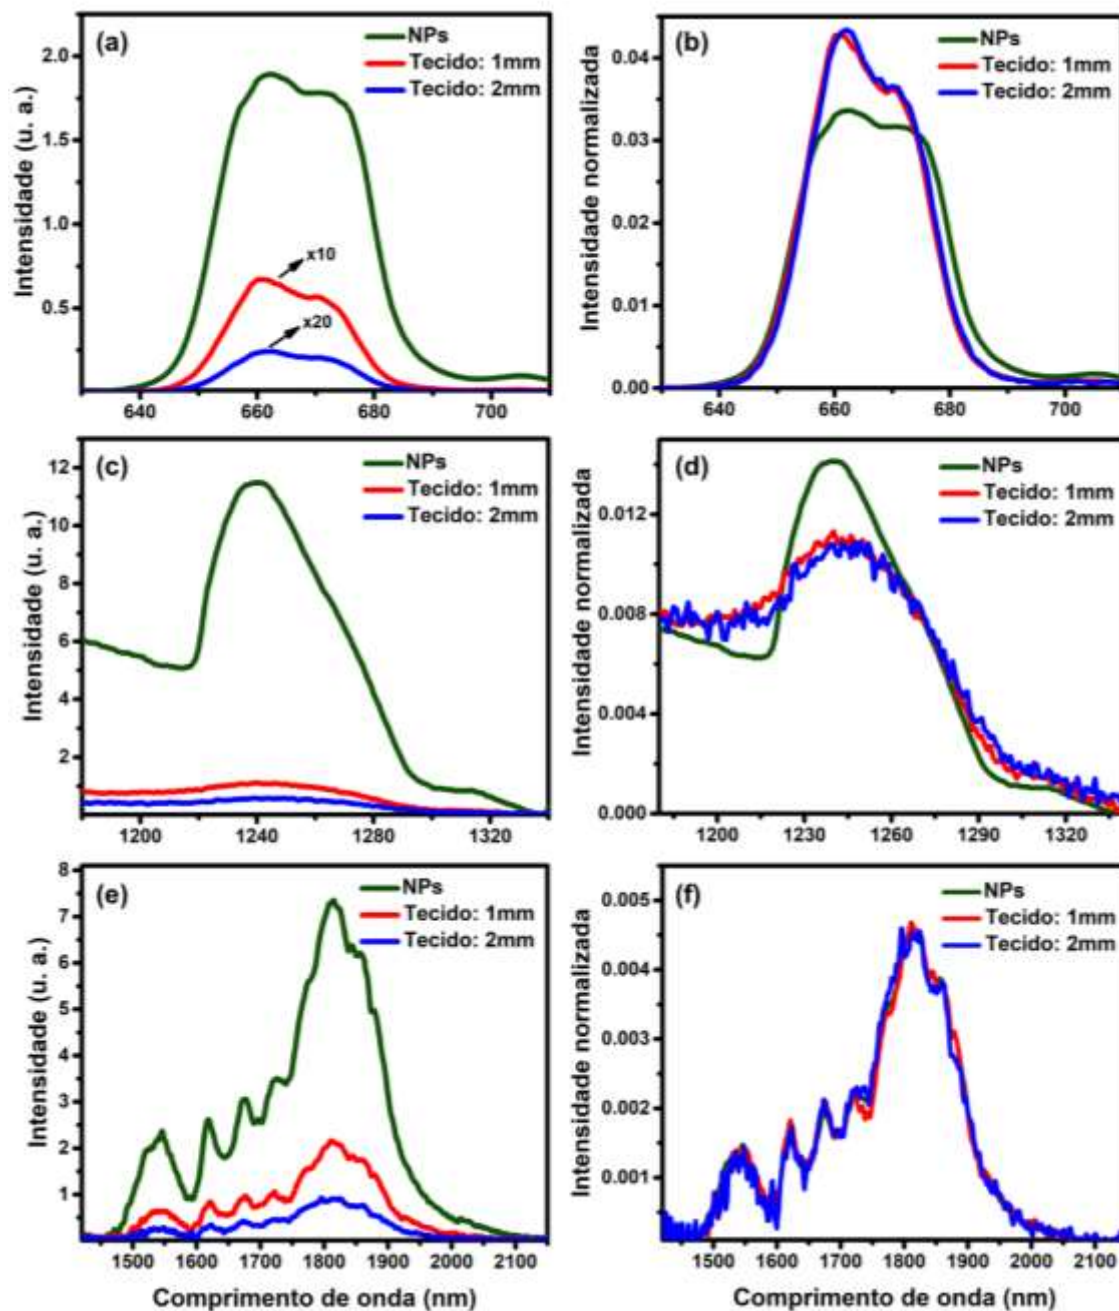 (a)
NPs
Tecido: 1mm
Tecido: 2mm
x10
x20
Intensidade (u. a.)
2.0
1.5
1.0
0.5
640 660 680 700
(b)
NPs
Tecido: 1mm
Tecido: 2mm
Intensidade normalizada
0.04
0.03
0.02
0.01
0.00
640 660 680 700
(c)
NPs
Tecido: 1mm
Tecido: 2mm
Intensidade (u. a.)
12
10
8
6
4
2
1200 1240 1280 1320
(d)
NPs
Tecido: 1mm
Tecido: 2mm
Intensidade normalizada
0.012
0.008
0.004
0.000
1200 1230 1260 1290 1320
(e)
NPs
Tecido: 1mm
Tecido: 2mm
Intensidade (u. a.)
8
7
6
5
4
3
2
1
1500 1600 1700 1800 1900 2000 2100
Comprimento de onda (nm)
(f)
NPs
Tecido: 1mm
Tecido: 2mm
Intensidade normalizada
0.005
0.004
0.003
0.002
0.001
1500 1600 1700 1800 1900 2000 2100
Comprimento de onda (nm)